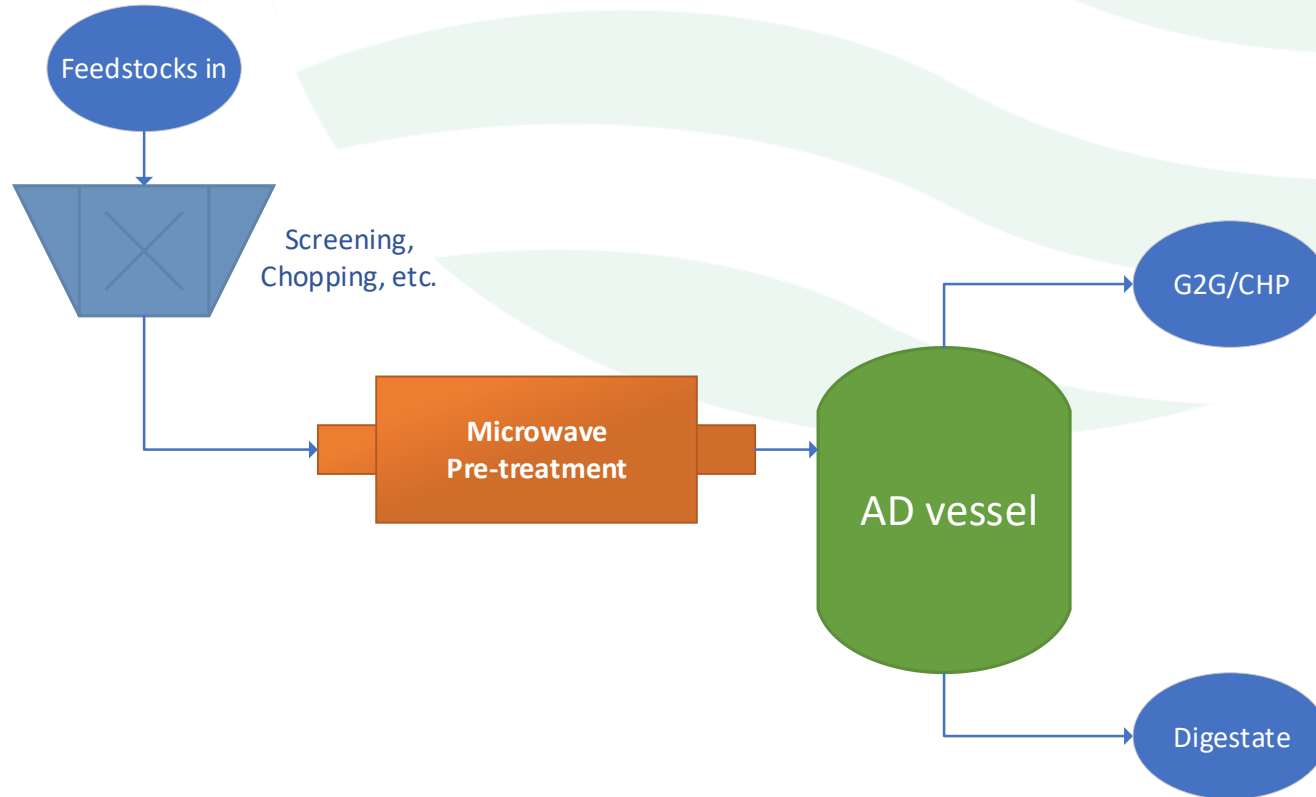 Feedstocks in
Screening,
Chopping, etc.
Microwave
Pre-treatment
AD vessel
G2G/CHP
Digestate